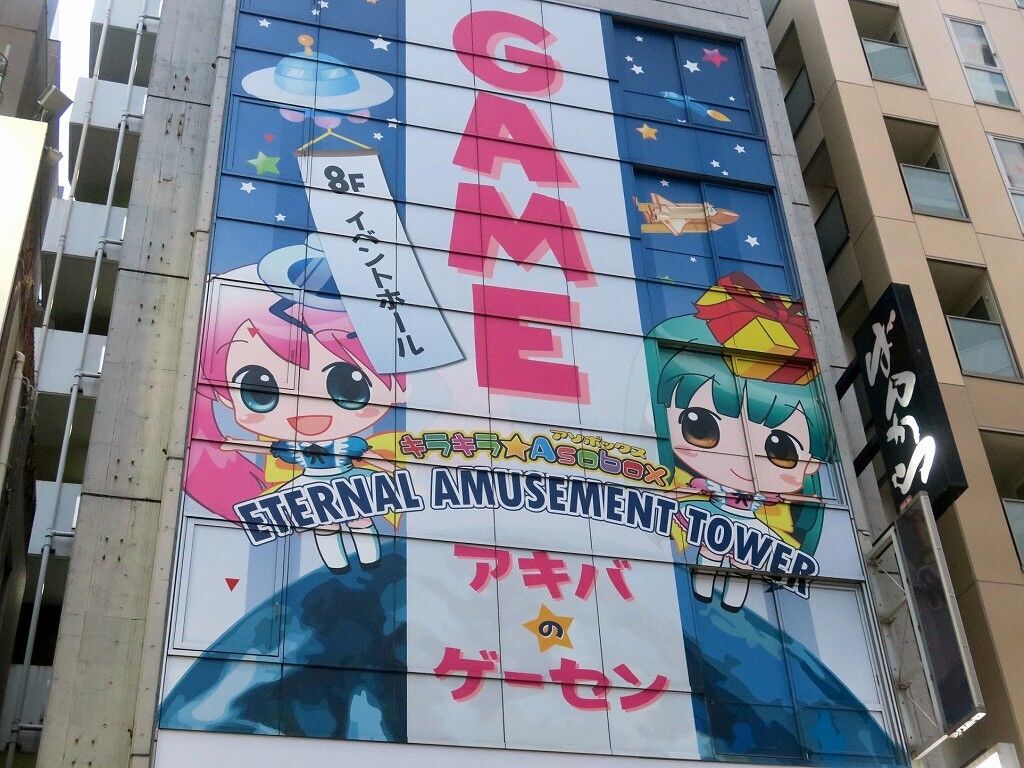 GAME
8F イベントホール
アソボックス
キラキラ☆Asobox
ETERNAL AMUSEMENT TOWER
アキバ
の
ゲーセン